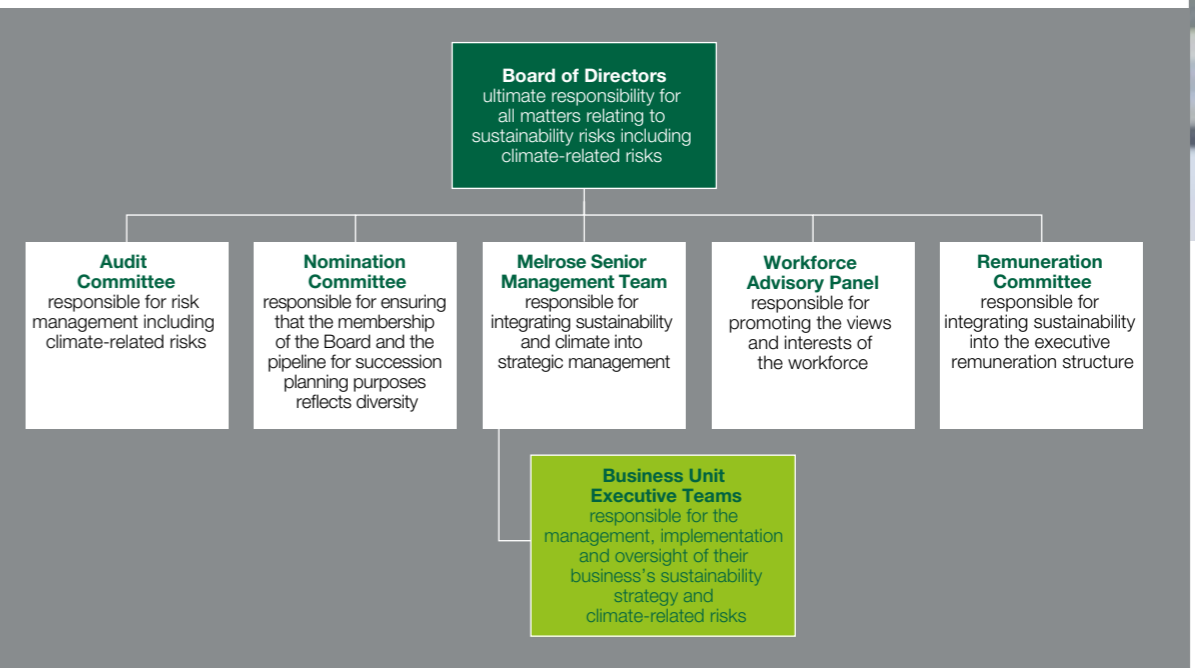 Board of Directors
ultimate responsibility for
all matters relating to
sustainability risks including
climate-related risks
Audit
Committee
responsible for risk
management including
climate-related risks
Nomination
Committee
responsible for ensuring
that the membership
of the Board and the
pipeline for succession
planning purposes
reflects diversity
Melrose Senior
Management Team
responsible for
integrating sustainability
and climate into
strategic management
Workforce
Advisory Panel
responsible for
promoting the views
and interests of
the workforce
Remuneration
Committee
responsible for
integrating sustainability
into the executive
remuneration structure
Business Unit
Executive Teams
responsible for the
management, implementation
and oversight of their
business’s sustainability
strategy and
climate-related risks